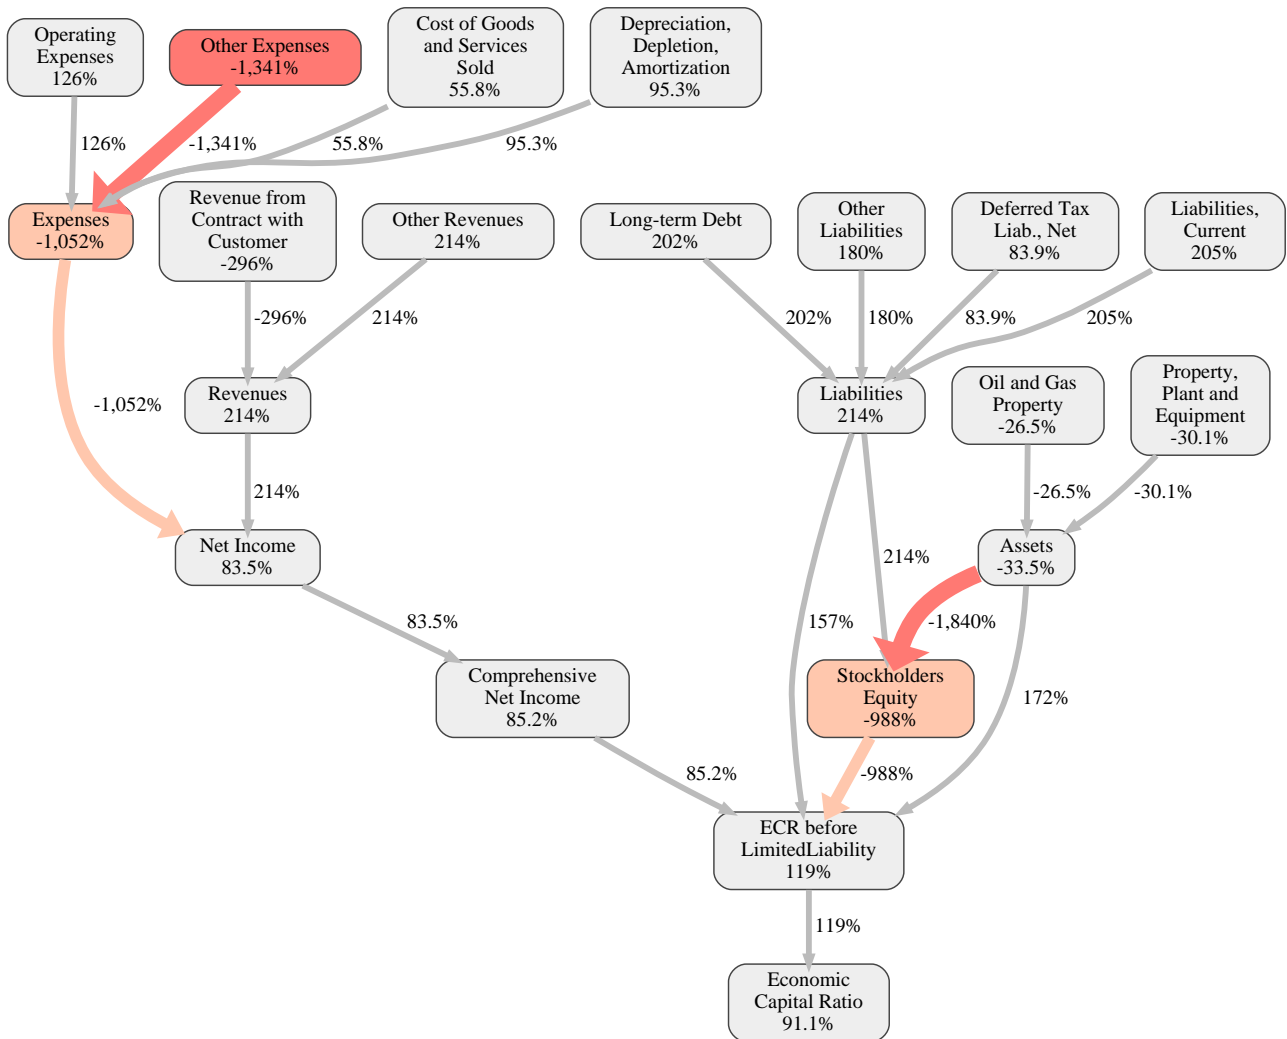 Operating
Expenses
126%
Other Expenses
-1,341%
Cost of Goods
and Services
Sold
55.8%
Depreciation,
Depletion,
Amortization
95.3%
126%
-1,341%
55.8%
95.3%
Expenses
-1,052%
Revenue from
Contract with
Customer
-296%
Other Revenues
214%
Long-term Debt
202%
Other
Liabilities
180%
Deferred Tax
Liab., Net
83.9%
Liabilities,
Current
205%
-296%
214%
202%
180%
83.9%
205%
-1,052%
Revenues
214%
Liabilities
214%
Oil and Gas
Property
-26.5%
Property,
Plant and
Equipment
-30.1%
214%
-26.5%
-30.1%
Net Income
83.5%
214%
Assets
-33.5%
83.5%
157%
-1,840%
Comprehensive
Net Income
85.2%
Stockholders
Equity
-988%
172%
85.2%
-988%
ECR before
LimitedLiability
119%
119%
Economic
Capital Ratio
91.1%